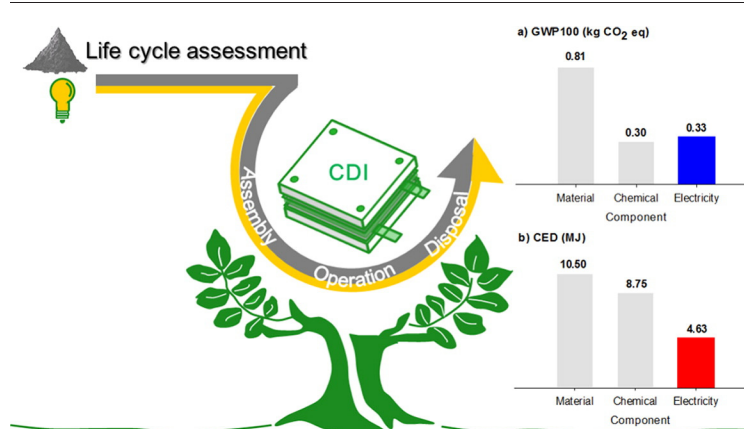 Life cycle assessment
CDI
Assembly
Operation
Disposal
a) GWP100 (kg CO2 eq)
0.81
0.30
0.33
Material Chemical Electricity
Component
b) CED (MJ)
10.50
8.75
4.63
Material Chemical Electricity
Component